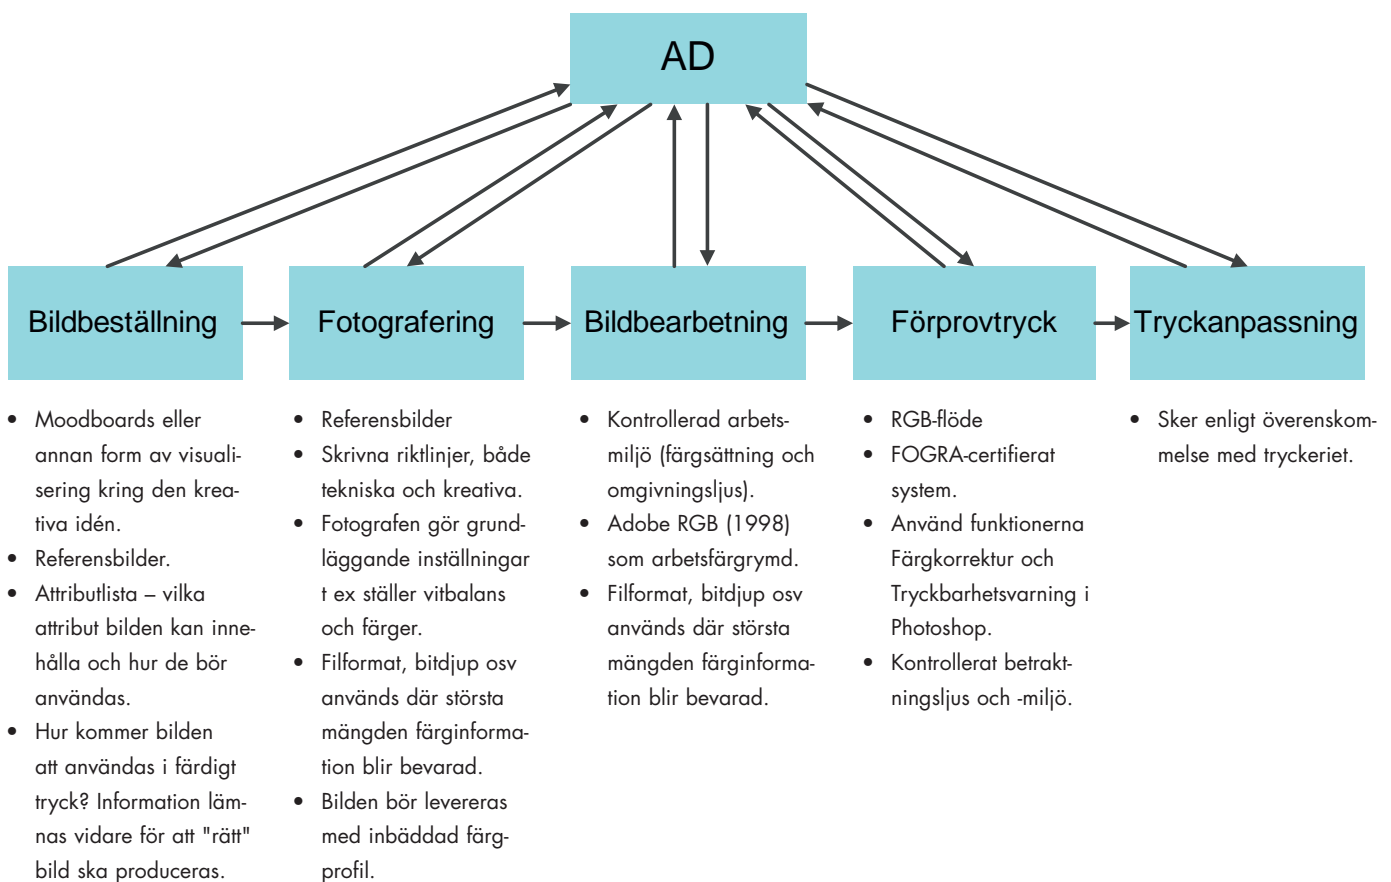 AD
Bildbeställning
Fotografering
Bildbearbetning
Förprovtryck
Tryckanpassning
• Moodboards eller
annan form av visuali-
sering kring den krea-
tiva idén.
• Referensbilder.
• Attributlista – vilka
attribut bilden kan inne-
hålla och hur de bör
användas.
• Hur kommer bilden
att användas i färdigt
tryck? Information läm-
nas vidare för att "rätt"
bild ska produceras.
• Referensbilder
• Skrivna riktlinjer, både
tekniska och kreativa.
• Fotografen gör grund-
läggande inställningar
t ex ställer vitbalans
och färger.
• Filformat, bitdjup osv
används där största
mängden färginforma-
tion blir bevarad.
• Bilden bör levereras
med inbäddad färg-
profil.
• Kontrollerad arbets-
miljö (färgsättning och
omgivningsljus).
• Adobe RGB (1998)
som arbetsfärgrymd.
• Filformat, bitdjup osv
används där största
mängden färginforma-
tion blir bevarad.
• RGB-flöde
• FOGRA-certifierat
system.
• Använd funktionerna
Färgkorrektur och
Tryckbarhetsvarning i
Photoshop.
• Kontrollerat betrakt-
ningsljus och -miljö.
• Sker enligt överenskom-
melse med tryckeriet.